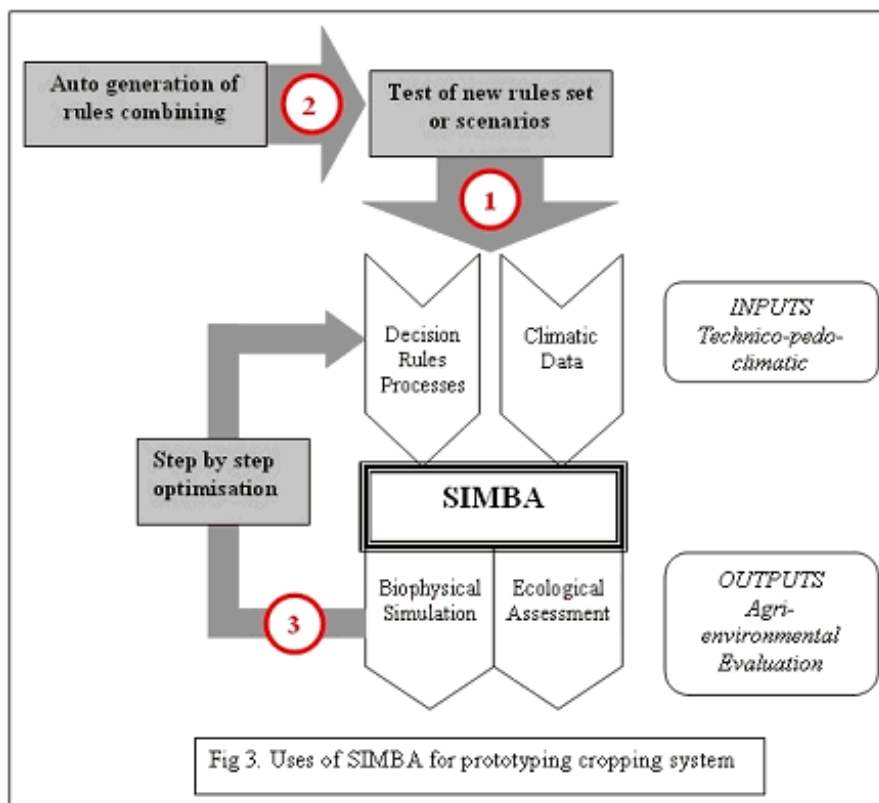 Auto generation of
rules combining
2
Test of new rules set
or scenarios
1
Decision
Rules
Processes
Climatic
Data
INPUTS
Technico-pedo-
climatic
Step by step
optimisation
SIMBA
Biophysical
Simulation
Ecological
Assessment
OUTPUTS
Agri-
environmental
Evaluation
3
Fig 3. Uses of SIMBA for prototyping cropping system